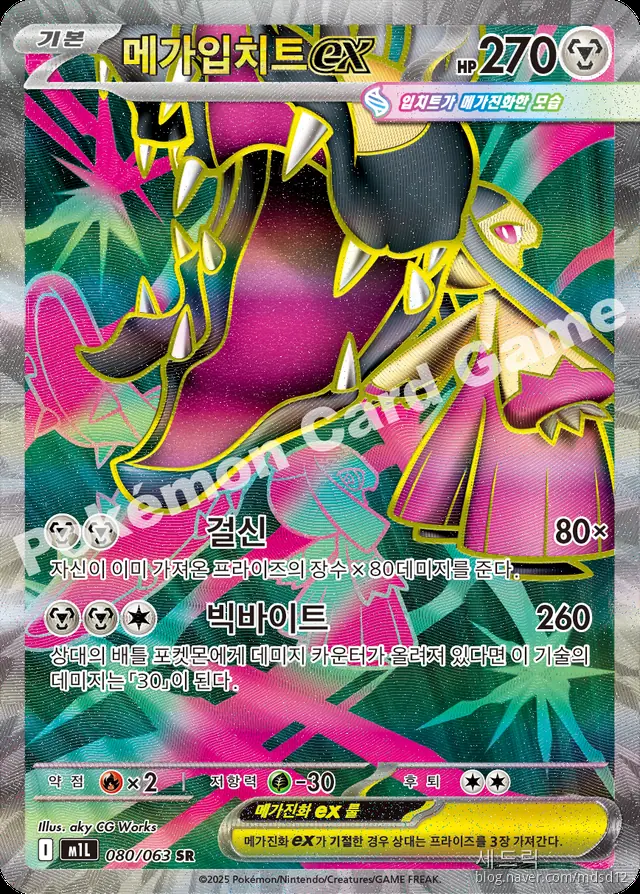 기본 메가입치트ex HP 270
입치트가 메가진화한 모습
Pokémon Card Game
걸신 80×
자신이 이미 가져온 프라이즈의 장수×80데미지를 준다.
빅바이트 260
상대의 배틀 포켓몬에게 데미지 카운터가 올려져 있다면 이 기술의
데미지는 「30」이 된다.
약점 ×2 저항력 -30 후퇴
Illus. aky CG Works
메가진화 ex 룰
메가진화 ex가 기절한 경우 상대는 프라이즈를 3장 가져간다.
I M1L 080/063 SR
세드릭
blog.naver.com/mdsd12
©2025 Pokémon/Nintendo/Creatures/GAME FREAK.